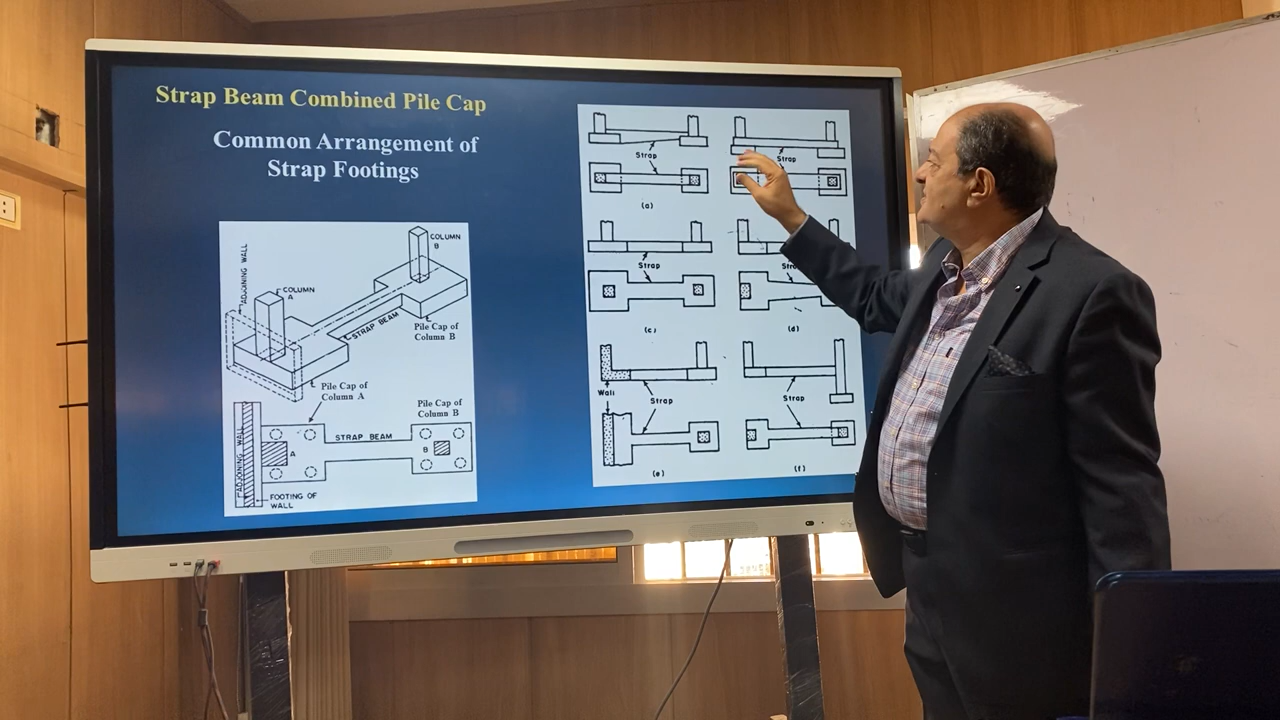 Strap Beam Combined Pile Cap
Common Arrangement of
Strap Footings
COLUMN
B
ADJOINING WALL
COLUMN
A
STRAP BEAM
Pile Cap of
Column B
Pile Cap of
Column A
Pile Cap of
Column B
ADJOINING WALL
A
STRAP BEAM
B
FOOTING OF
WALL
Strap
Strap
(a)
Strap
(c)
(d)
Wall
Strap
Strap
(e)
(f)